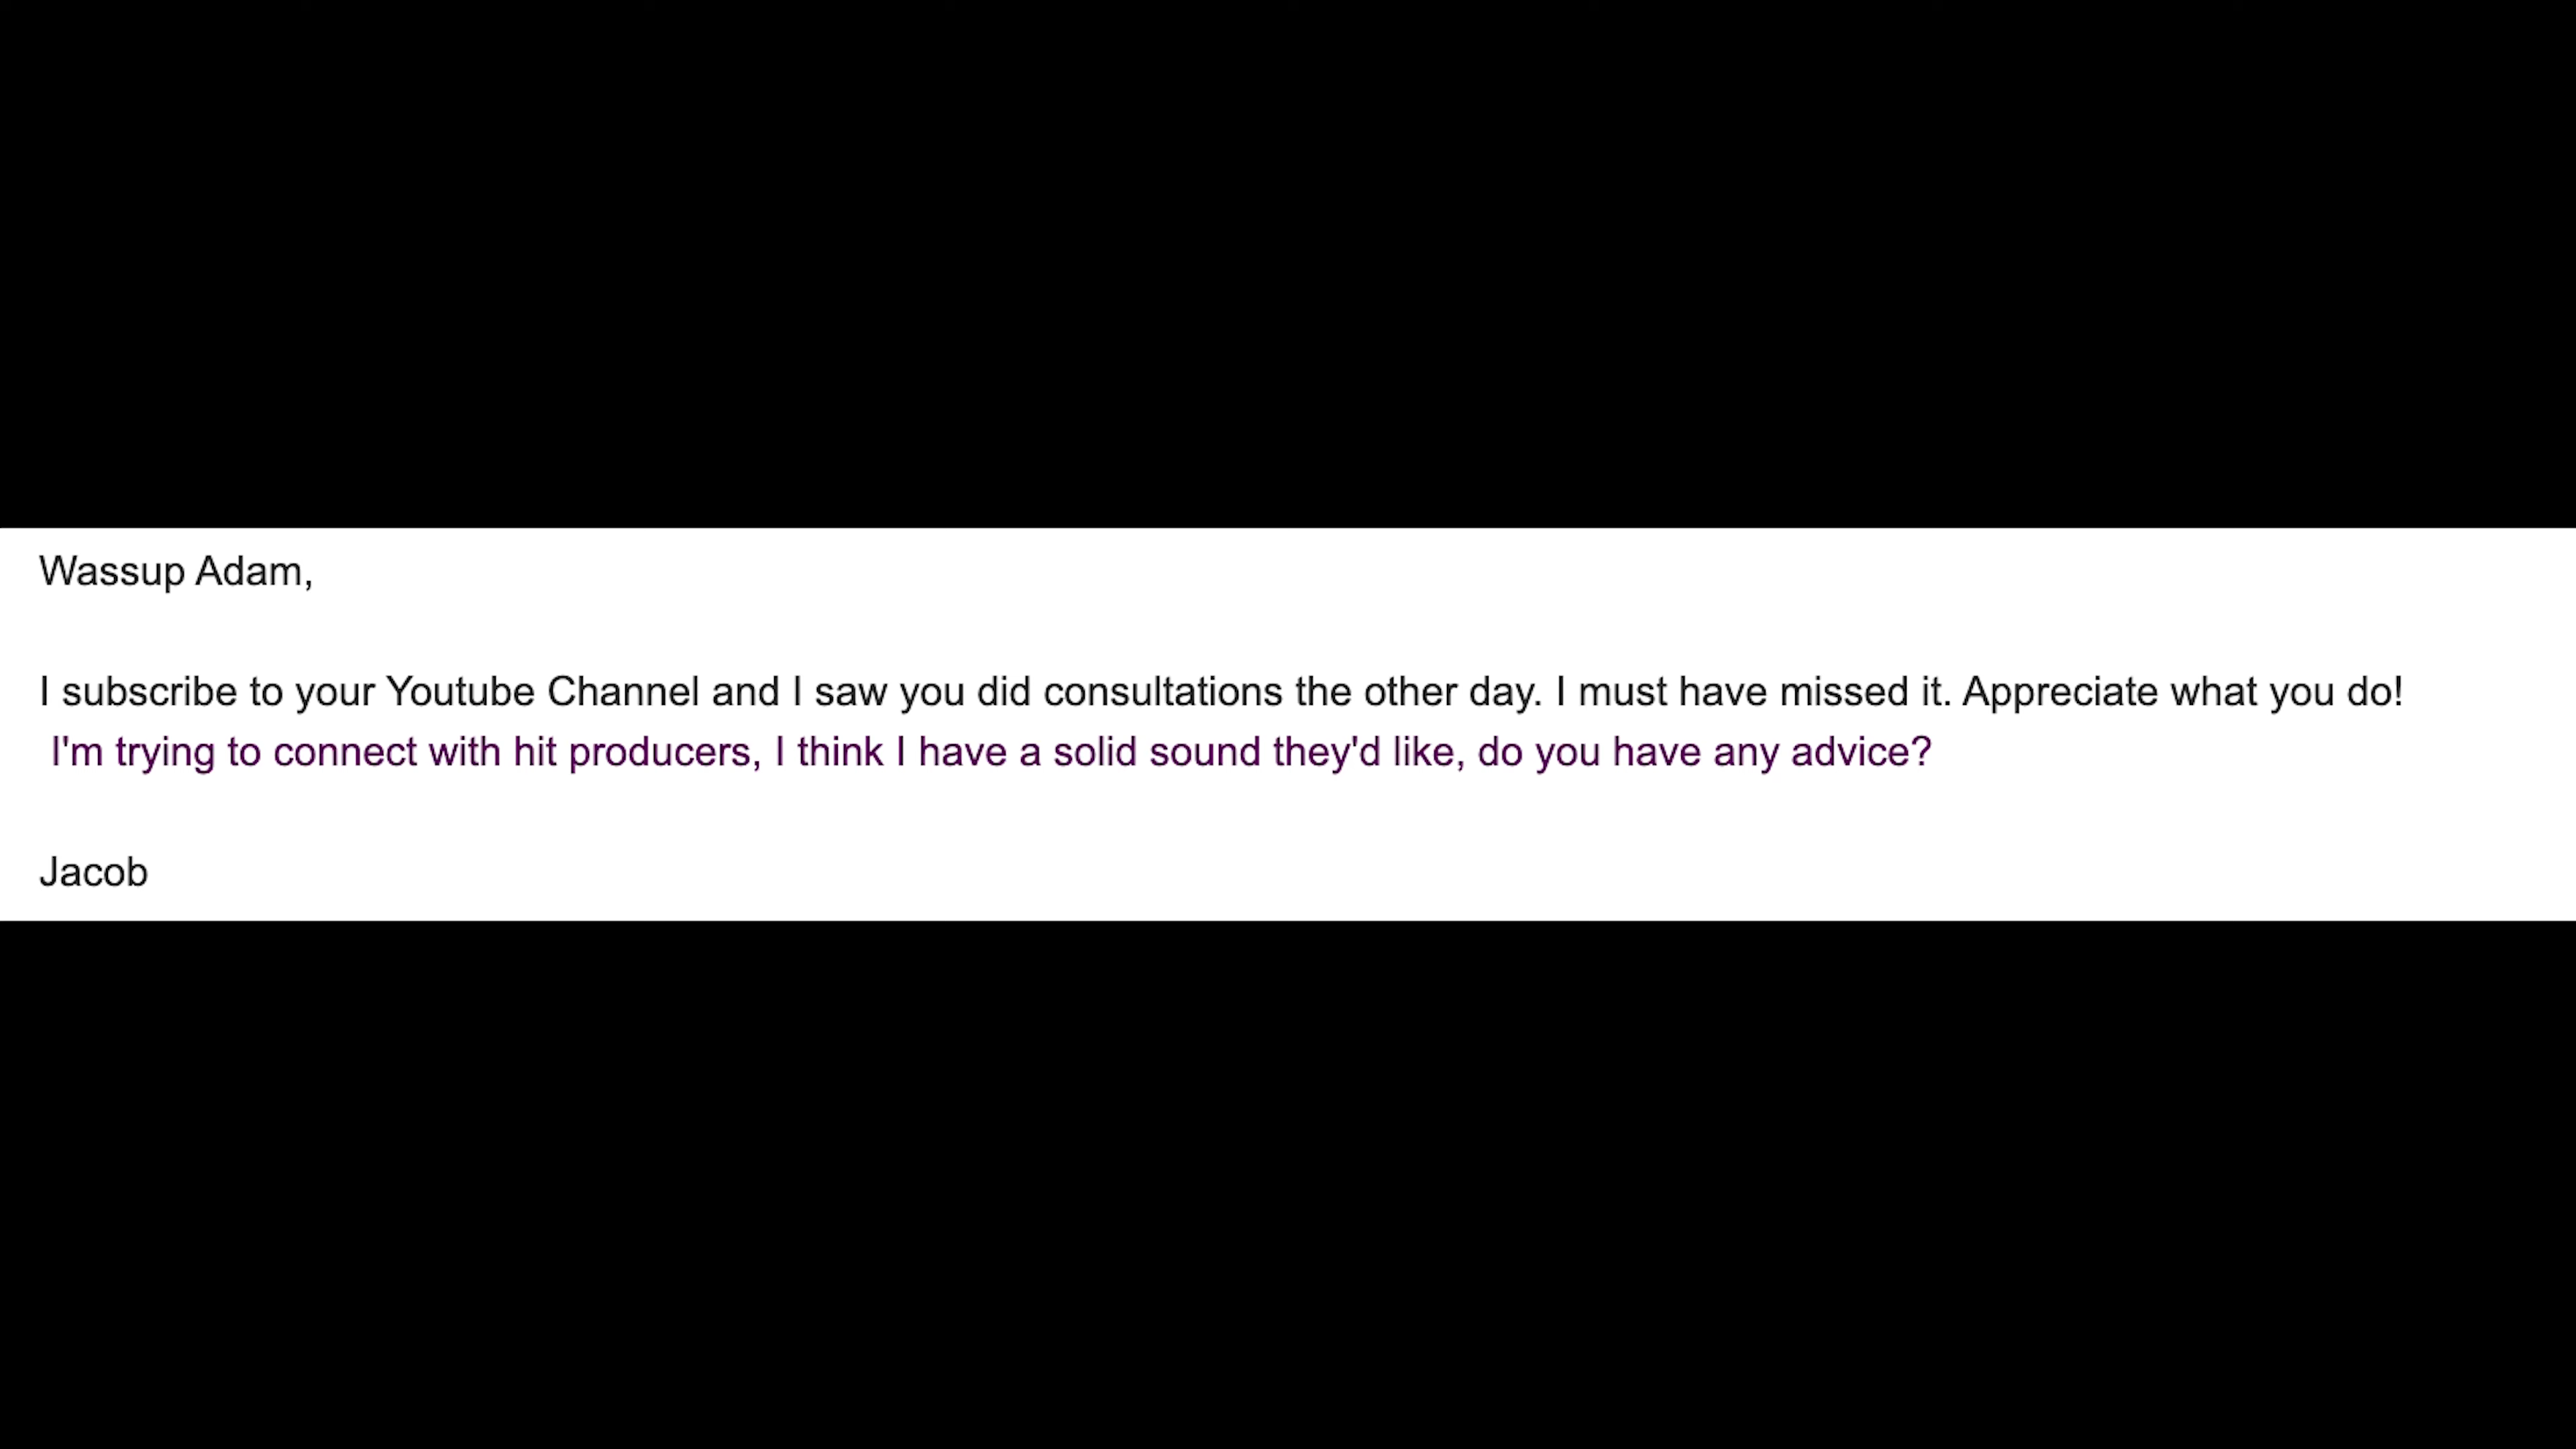 Wassup Adam,
I subscribe to your Youtube Channel and I saw you did consultations the other day. I must have missed it. Appreciate what you do!
I'm trying to connect with hit producers, I think I have a solid sound they'd like, do you have any advice?
Jacob